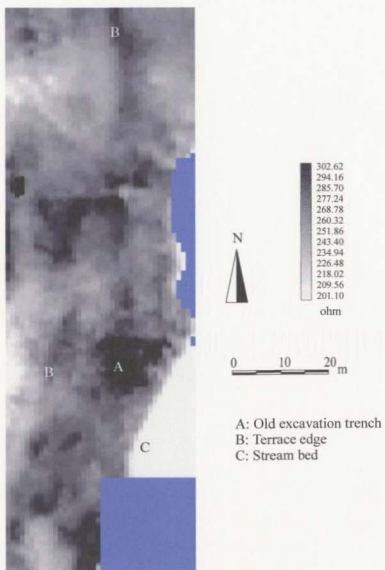 B
302.62
294.16
285.70
277.24
268.78
260.32
251.86
243.40
234.94
226.48
218.02
209.56
201.10
ohm
N
0 10 20
m
B
A
C
A: Old excavation trench
B: Terrace edge
C: Stream bed